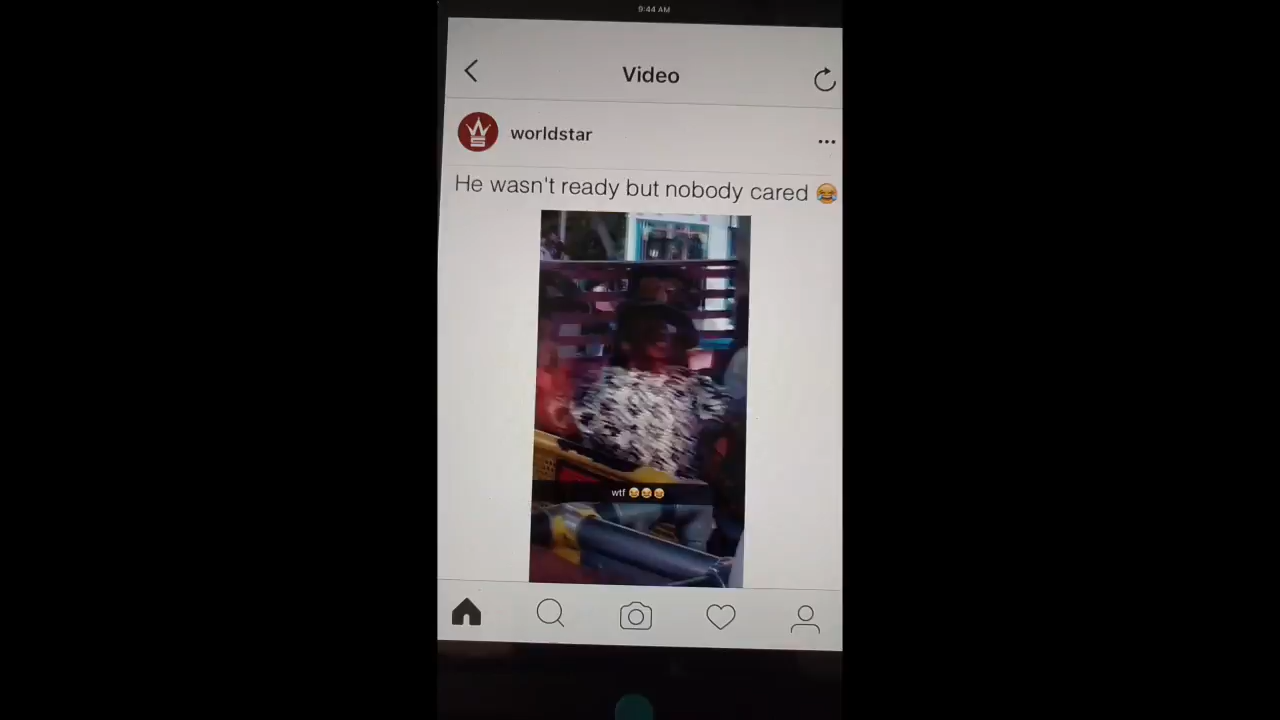 9:44 AM
Video
worldstar
He wasn't ready but nobody cared 😂
wtf 😂😂😂